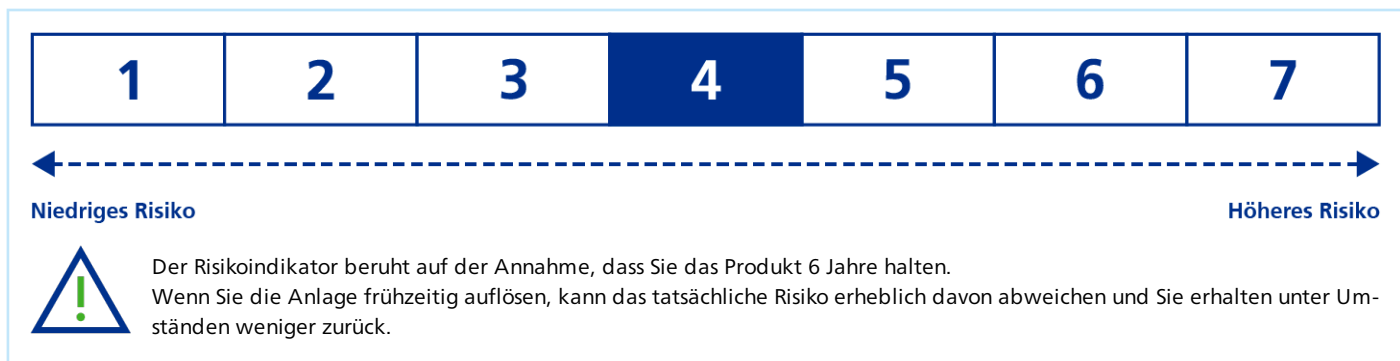 1 2 3 4 5 6 7
Niedriges Risiko Höheres Risiko
Der Risikoindikator beruht auf der Annahme, dass Sie das Produkt 6 Jahre halten.
Wenn Sie die Anlage frühzeitig auflösen, kann das tatsächliche Risiko erheblich davon abweichen und Sie erhalten unter Um-
ständen weniger zurück.